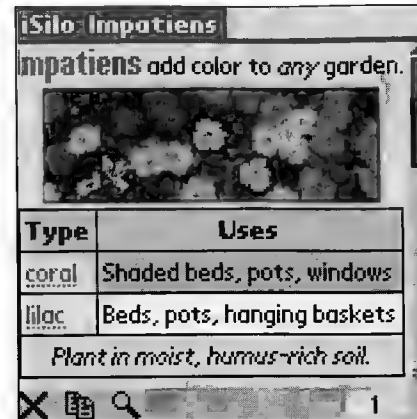 iSilo: Impatiens
Impatiens add color to any garden.
Type Uses
coral Shaded beds, pots, windows
lilac Beds, pots, hanging baskets
Plant in moist, humus-rich soil.
1